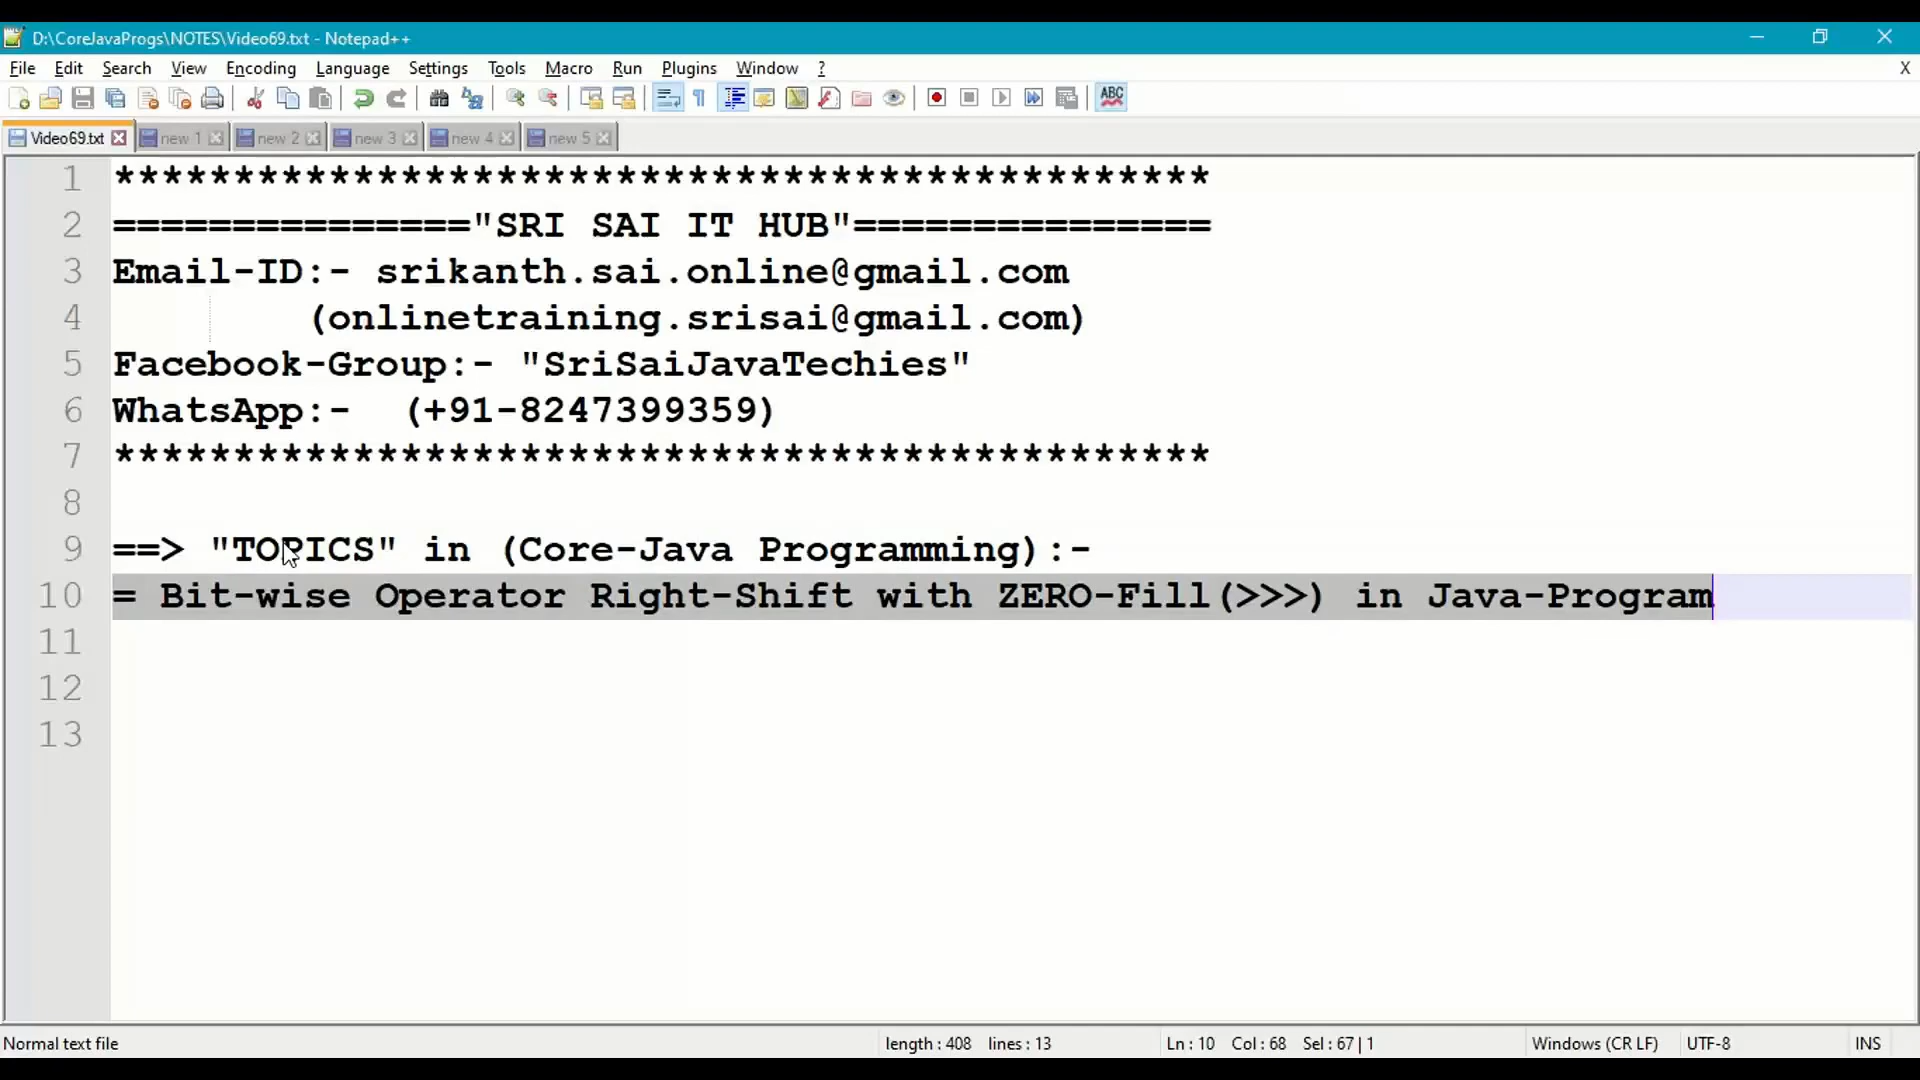 D:\CoreJavaProgs\NOTES\Video69.txt - Notepad++
File Edit Search View Encoding Language Settings Tools Macro Run Plugins Window ? X
ABC
Video69.txt new 1 new 2 new 3 new 4 new 5
1 **********************************************
2 ==============="SRI SAI IT HUB"===============
3 Email-ID:- srikanth.sai.online@gmail.com
4 (onlinetraining.srisai@gmail.com)
5 Facebook-Group:- "SriSaiJavaTechies"
6 WhatsApp:- (+91-8247399359)
7 **********************************************
8
9 ==> "TOPICS" in (Core-Java Programming):-
10 = Bit-wise Operator Right-Shift with ZERO-Fill(>>>) in Java-Program
11
12
13
Normal text file length : 408 lines : 13 Ln : 10 Col : 68 Sel : 67 | 1 Windows (CR LF) UTF-8 INS